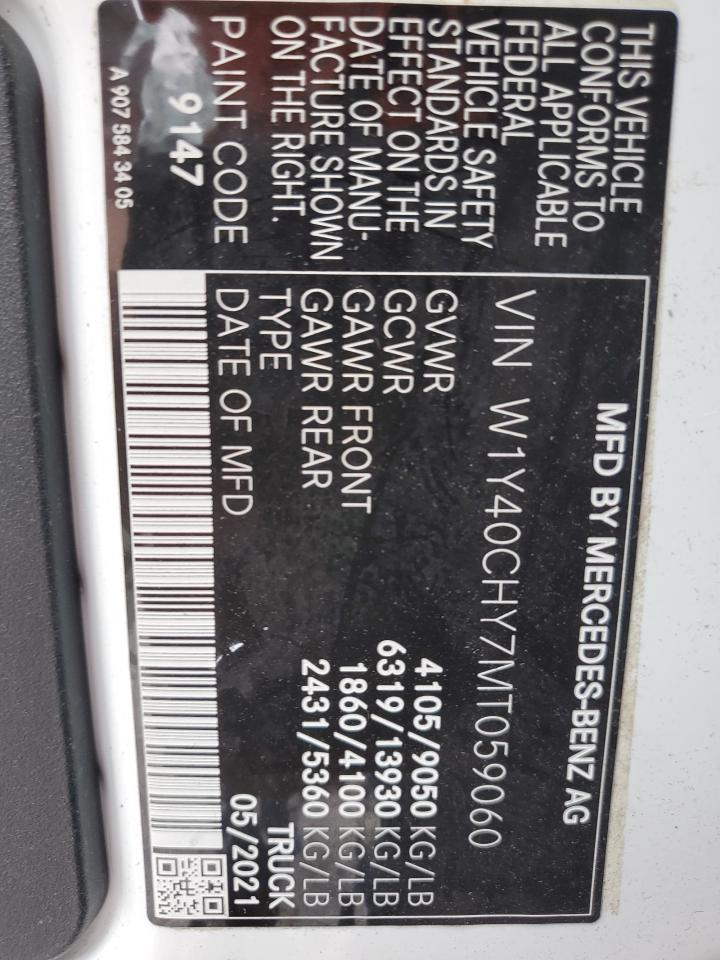 MFD BY MERCEDES-BENZ AG
VIN W1Y40CHY7MT059060
GVWR 4105/9050 KG/LB
GCWR 6319/13930 KG/LB
GAWR FRONT 1860/4100 KG/LB
GAWR REAR 2431/5360 KG/LB
TYPE TRUCK
DATE OF MFD 05/2021
THIS VEHICLE
CONFORMS TO
ALL APPLICABLE
FEDERAL
VEHICLE SAFETY
STANDARDS IN
EFFECT ON THE
DATE OF MANU-
FACTURE SHOWN
ON THE RIGHT.
PAINT CODE
9147
A 907 584 34 05